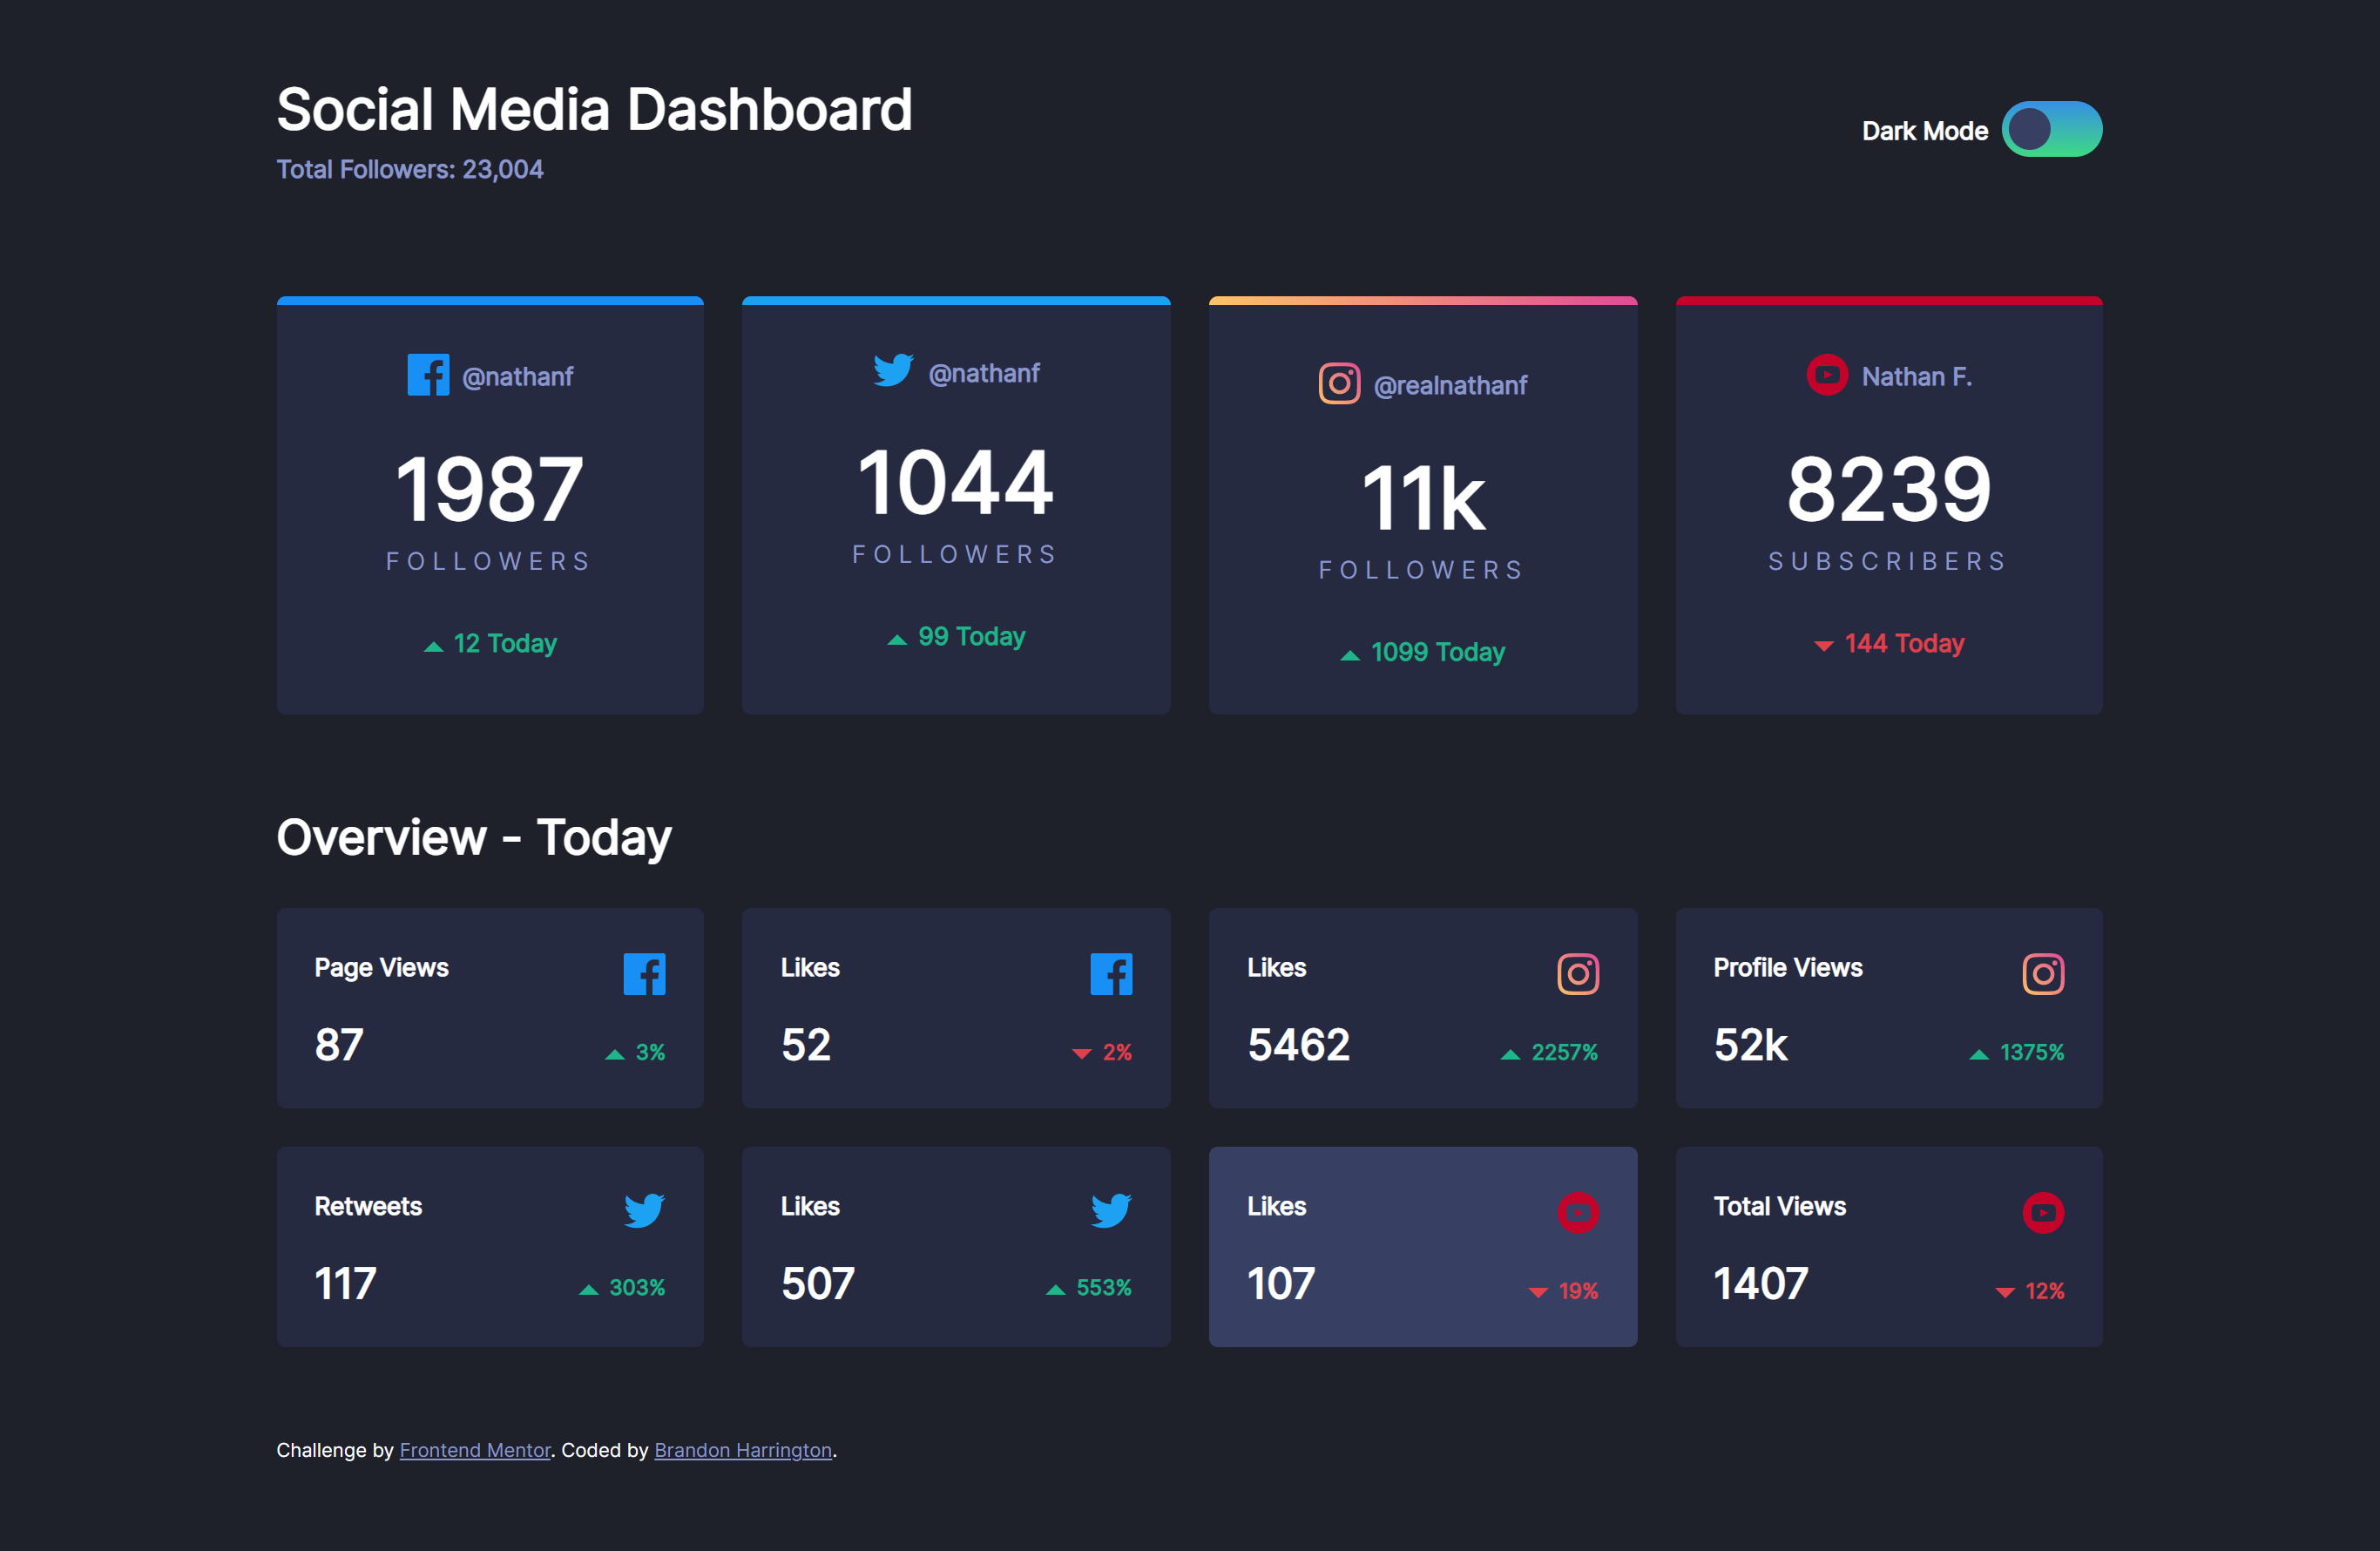 Social Media Dashboard
Total Followers: 23,004
Dark Mode
@nathanf
1987
FOLLOWERS
12 Today
@nathanf
1044
FOLLOWERS
99 Today
@realnathanf
11k
FOLLOWERS
1099 Today
Nathan F.
8239
SUBSCRIBERS
144 Today
Overview - Today
Page Views
87
3%
Likes
52
2%
Likes
5462
2257%
Profile Views
52k
1375%
Retweets
117
303%
Likes
507
553%
Likes
107
19%
Total Views
1407
12%
Challenge by Frontend Mentor. Coded by Brandon Harrington.